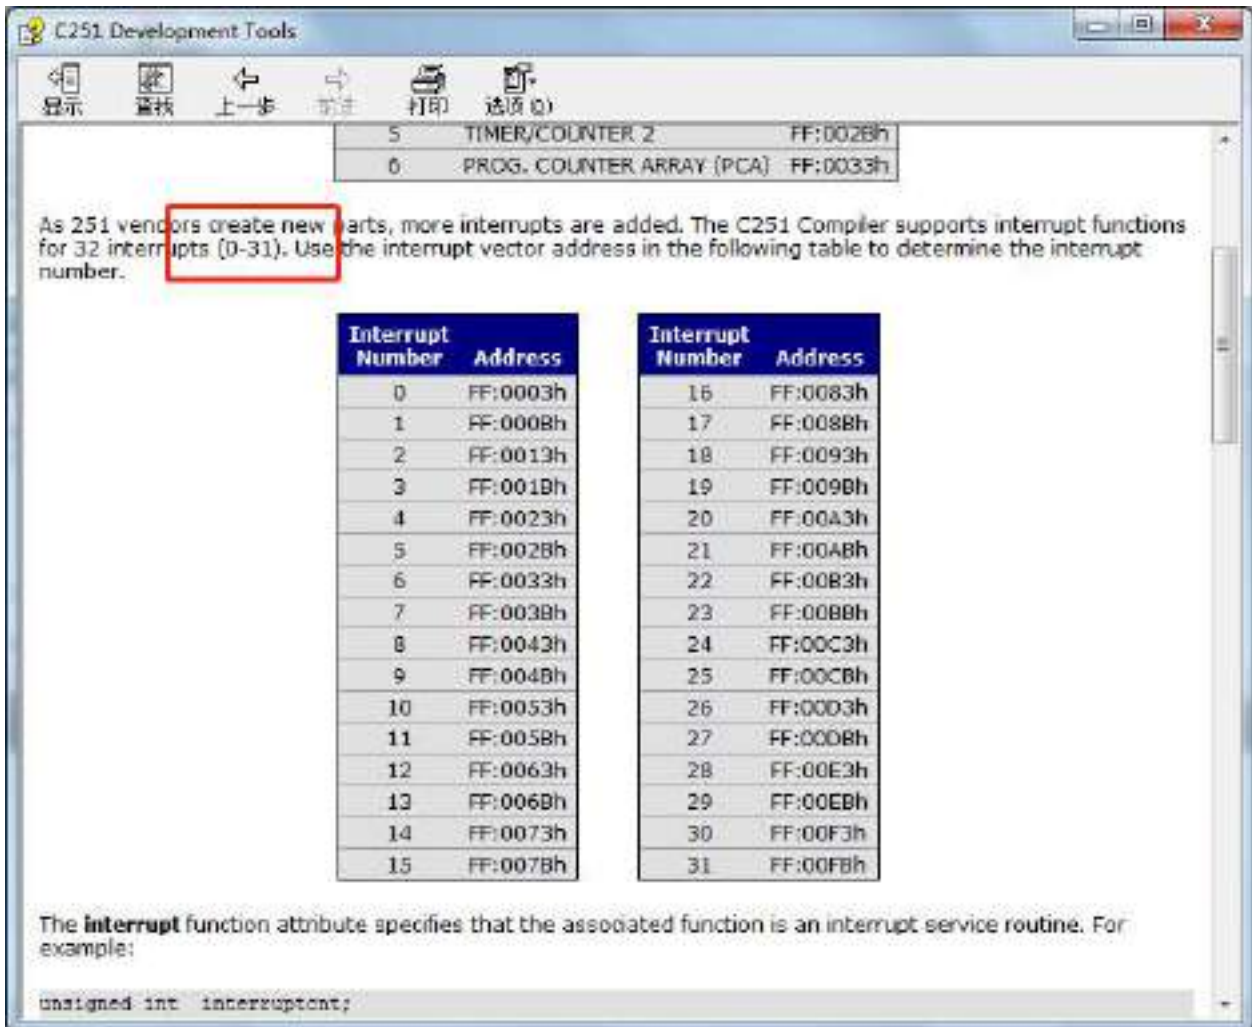 C251 Development Tools
显示 查找 上一步 前进 打印 选项(O)
5 TIMER/COUNTER 2 FF:002Bh
6 PROG. COUNTER ARRAY (PCA) FF:0033h
As 251 vendors create new parts, more interrupts are added. The C251 Compiler supports interrupt functions
for 32 interrupts (0-31). Use the interrupt vector address in the following table to determine the interrupt
number.
Interrupt Number Address Interrupt Number Address
0 FF:0003h 16 FF:0083h
1 FF:000Bh 17 FF:008Bh
2 FF:0013h 18 FF:0093h
3 FF:001Bh 19 FF:009Bh
4 FF:0023h 20 FF:00A3h
5 FF:002Bh 21 FF:00ABh
6 FF:0033h 22 FF:00B3h
7 FF:003Bh 23 FF:00BBh
8 FF:0043h 24 FF:00C3h
9 FF:004Bh 25 FF:00CBh
10 FF:0053h 26 FF:00D3h
11 FF:005Bh 27 FF:00DBh
12 FF:0063h 28 FF:00E3h
13 FF:006Bh 29 FF:00EBh
14 FF:0073h 30 FF:00F3h
15 FF:007Bh 31 FF:00FBh
The interrupt function attribute specifies that the associated function is an interrupt service routine. For
example:
unsigned int interruptcnt;